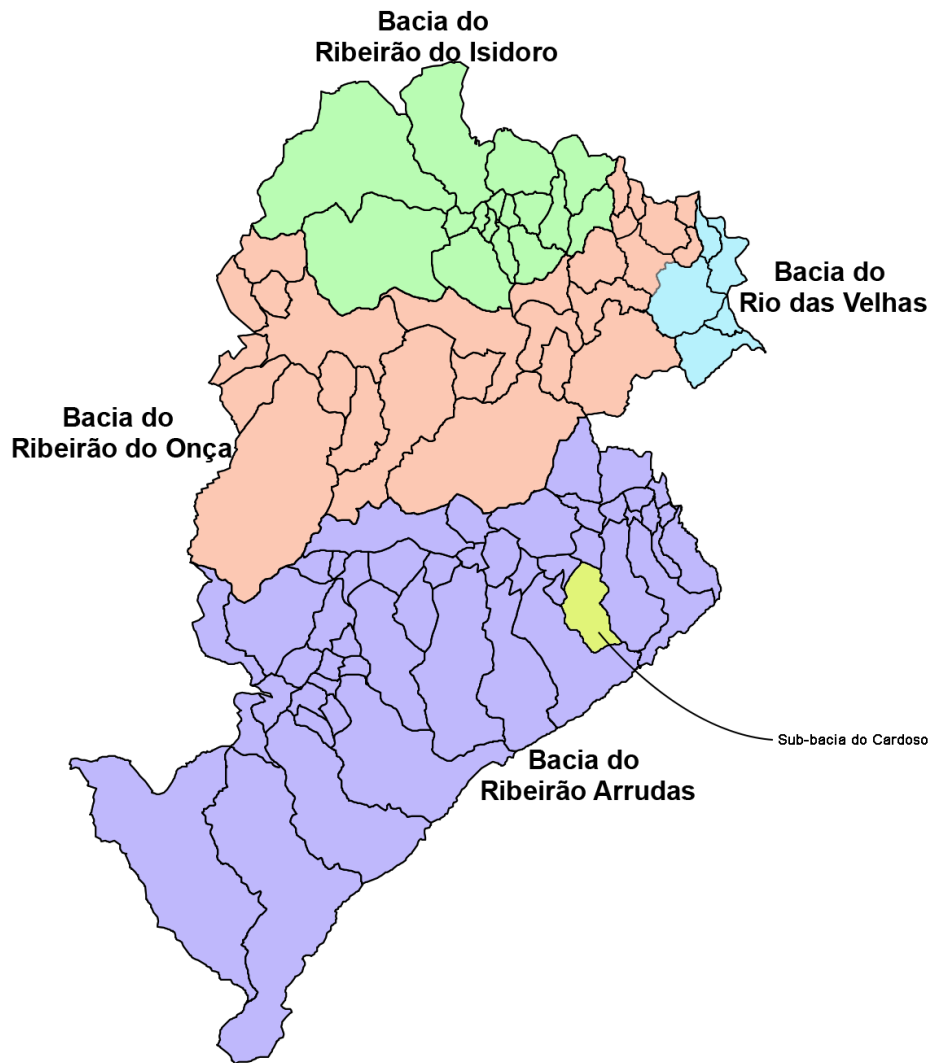 Bacia do
Ribeirão do Isidoro
Bacia do
Rio das Velhas
Bacia do
Ribeirão do Onça
Sub-bacia do Cardoso
Bacia do
Ribeirão Arrudas